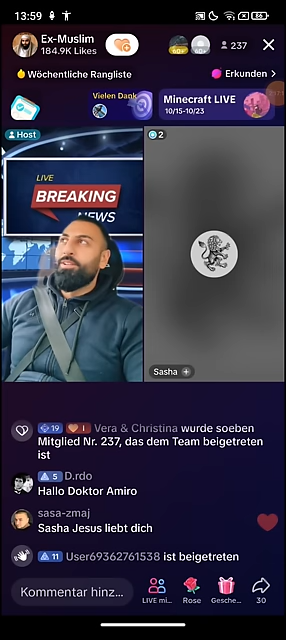 13:59
86
Ex-Muslim
184.9K Likes
60+
60+
237
Wöchentliche Rangliste
Erkunden >
Vielen Dank
Minecraft LIVE
10/15-10/23
Host
2
LIVE
BREAKING
NEWS
Sasha +
19 I Vera & Christina wurde soeben
Mitglied Nr. 237, das dem Team beigetreten
ist
5 D.rdo
Hallo Doktor Amiro
sasa-zmaj
Sasha Jesus liebt dich
11 User69362761538 ist beigetreten
Kommentar hinz...
LIVE mi...
Rose
Gesche...
30